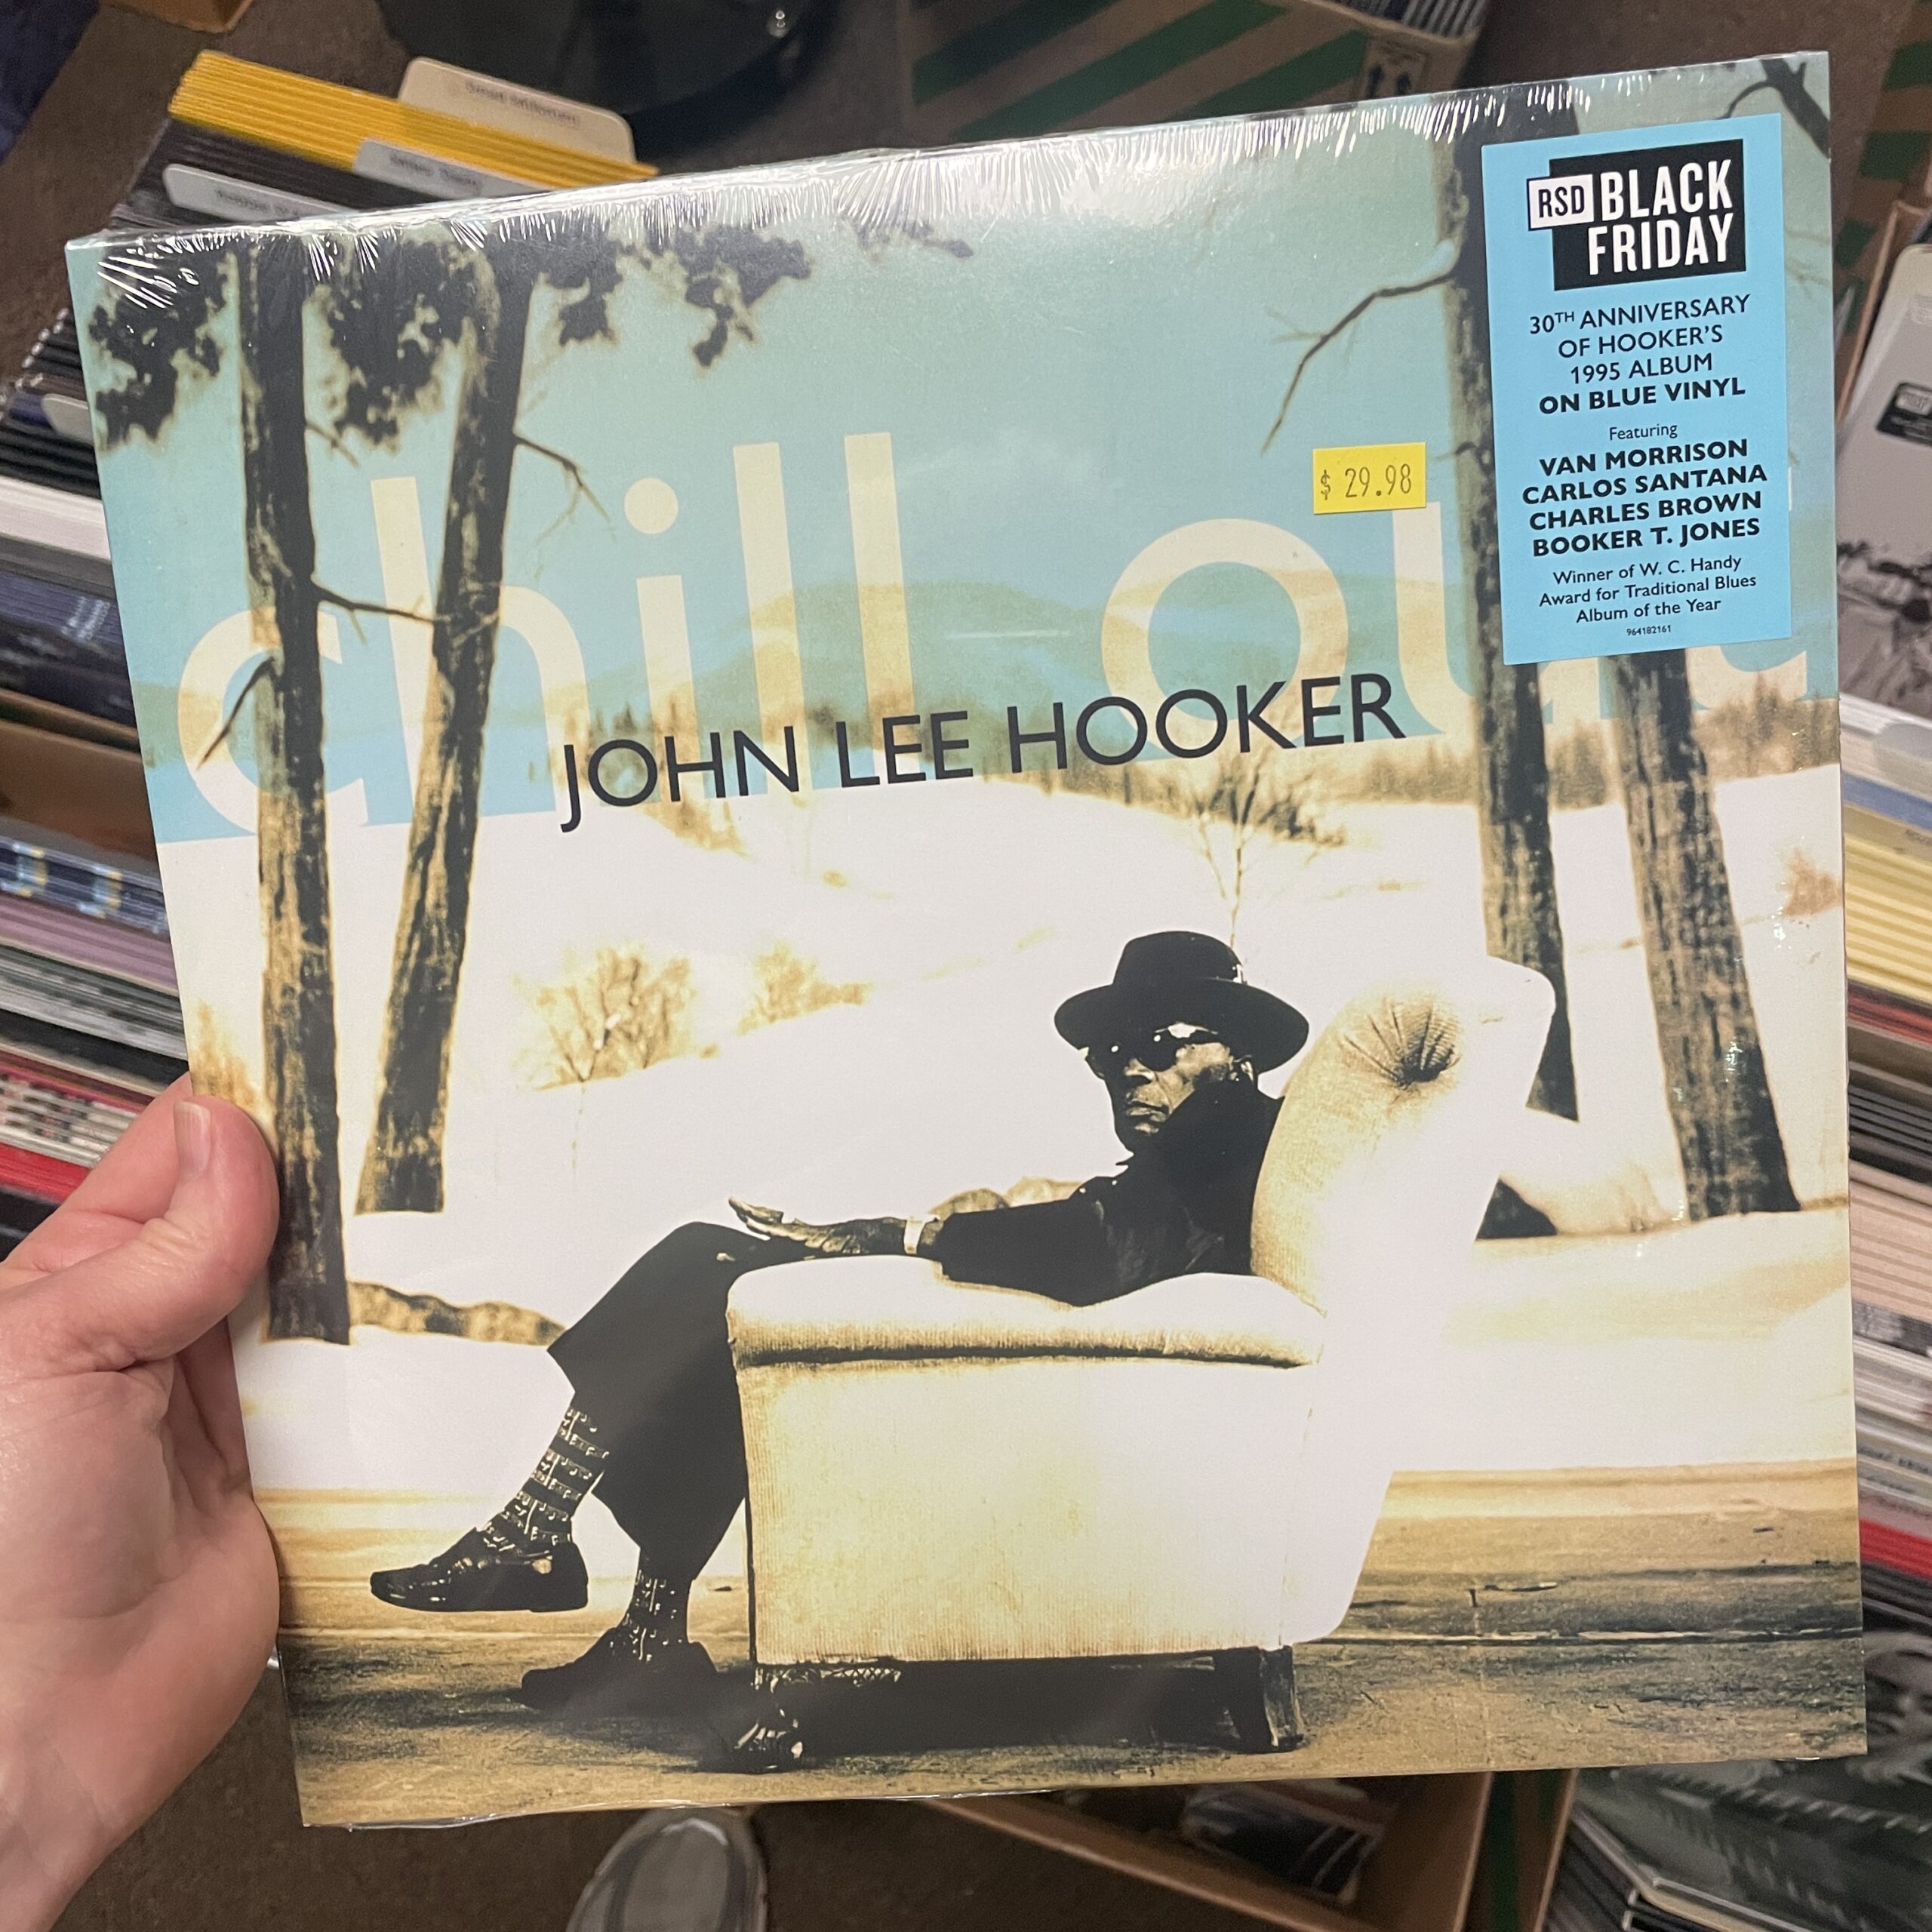 chill out
JOHN LEE HOOKER
$ 29.98
RSD BLACK
FRIDAY
30TH ANNIVERSARY
OF HOOKER'S
1995 ALBUM
ON BLUE VINYL
Featuring
VAN MORRISON
CARLOS SANTANA
CHARLES BROWN
BOOKER T. JONES
Winner of W. C. Handy
Award for Traditional Blues
Album of the Year
964182161